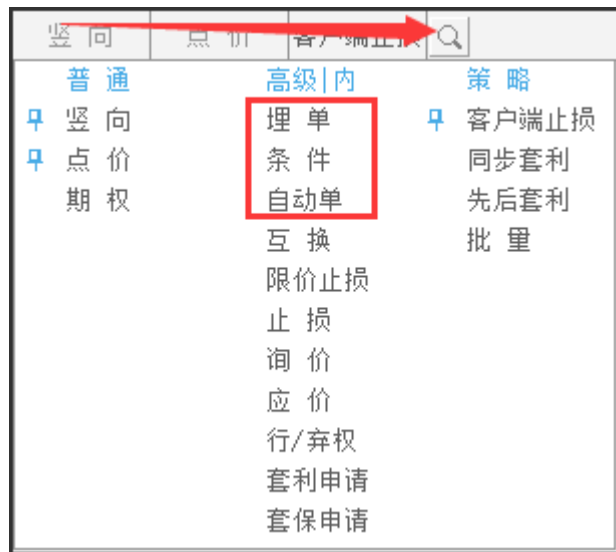 竖 向 点 价 客户端止损
普 通 高级|内 策 略
竖 向 埋 单 客户端止损
点 价 条 件 同步套利
期 权 自动单 先后套利
互 换 批 量
限价止损
止 损
询 价
应 价
行/弃权
套利申请
套保申请